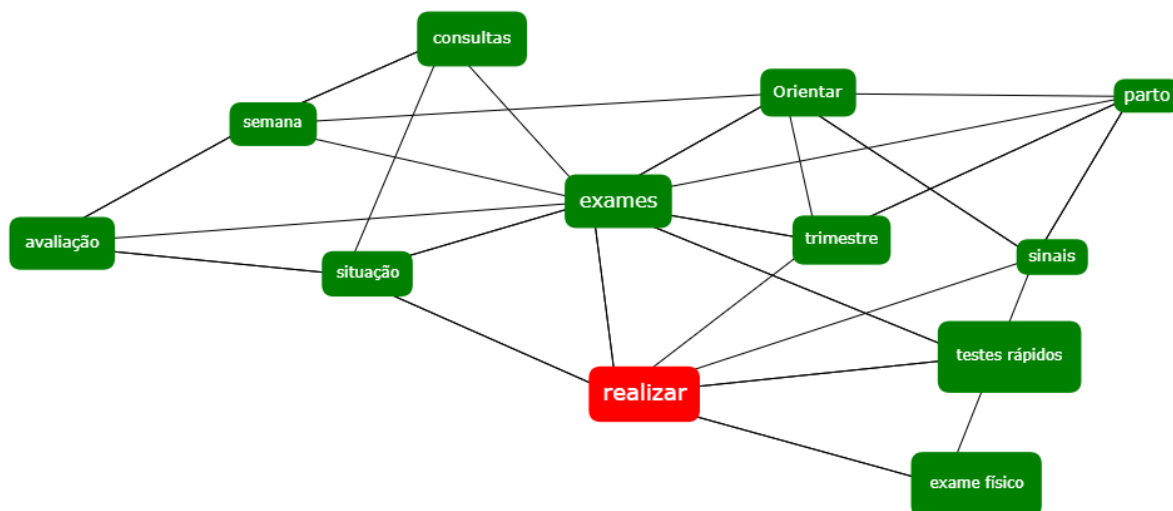 consultas
Orientar
parto
semana
exames
avaliação
trimestre
situação
sinais
testes rápidos
realizar
exame físico